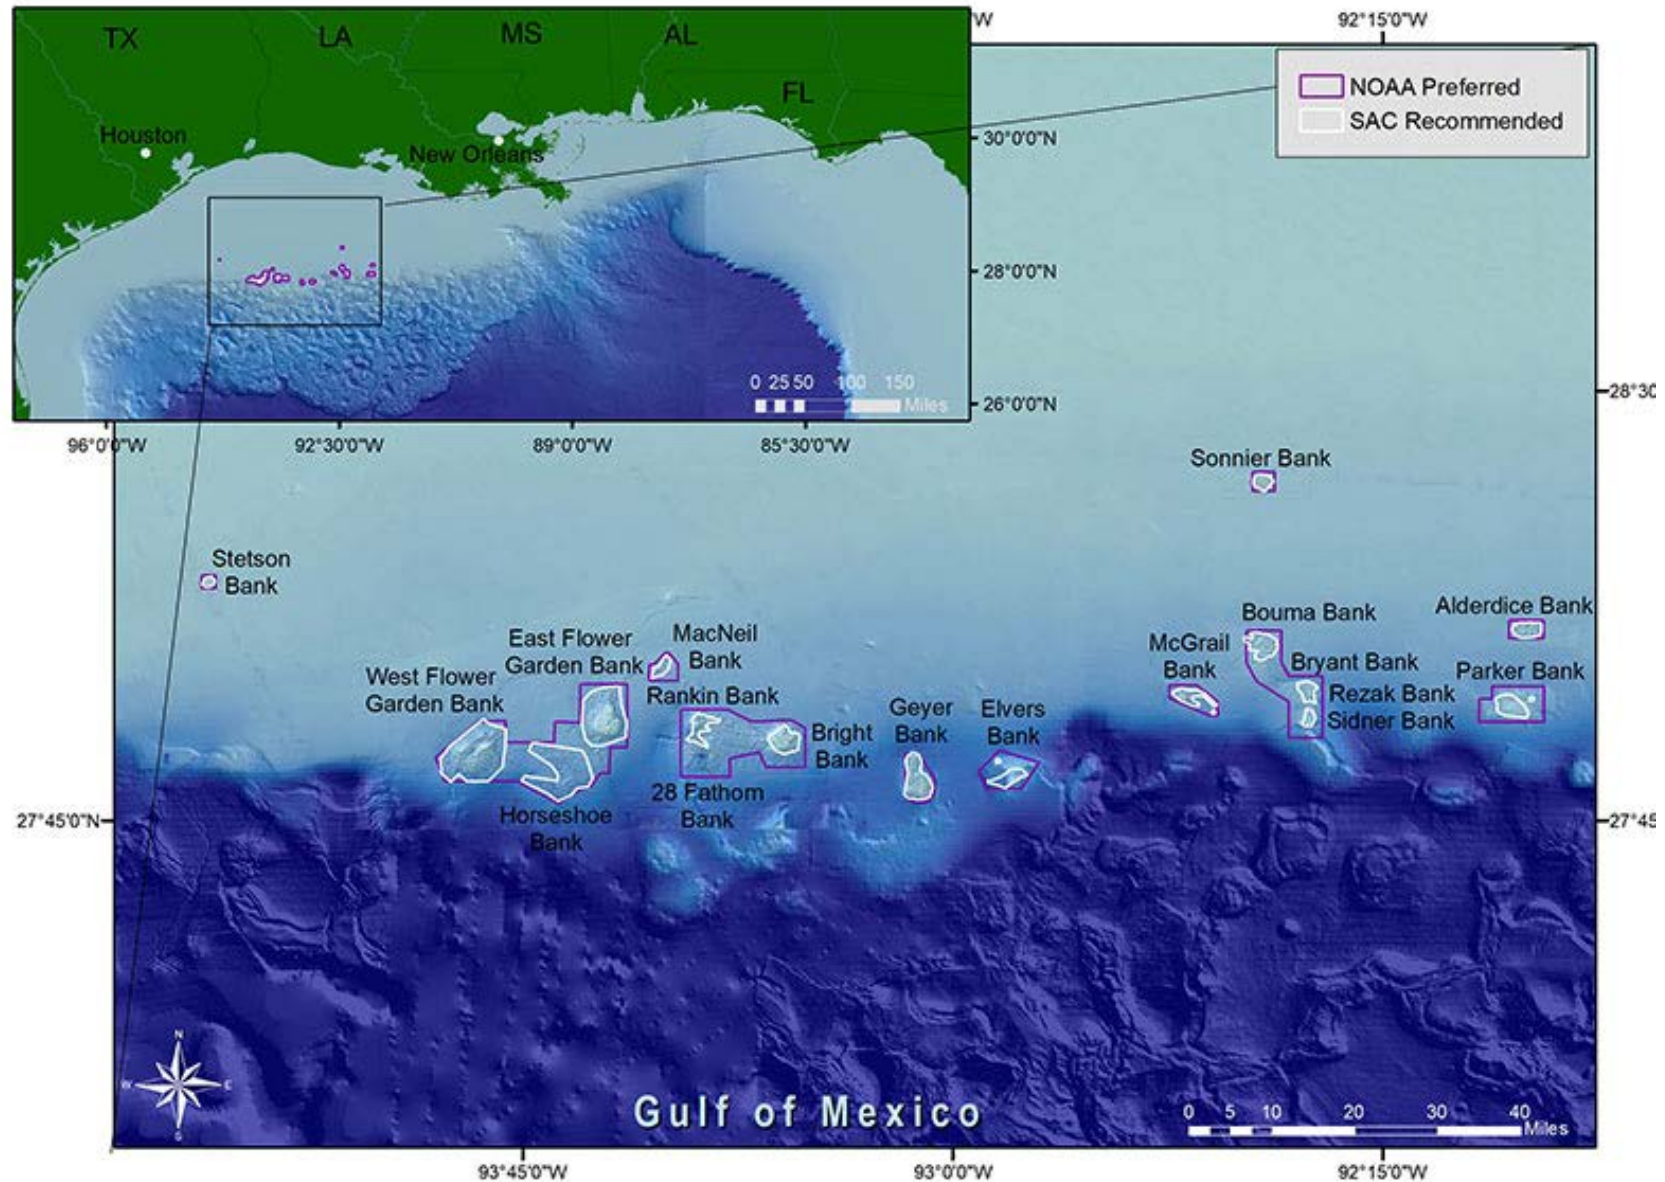 TX
LA
MS
AL
FL
Houston
New Orleans
0 25 50 100 150
Miles
96°0'0"W
92°30'0"W
89°0'0"W
85°30'0"W
30°0'0"N
28°0'0"N
26°0'0"N
"W
92°15'0"W
NOAA Preferred
SAC Recommended
28°30
Sonnier Bank
Stetson
Bank
East Flower
Garden Bank
MacNeil
Bank
West Flower
Garden Bank
Rankin Bank
Bright
Bank
28 Fathom
Bank
Horseshoe
Bank
Geyer
Bank
Elvers
Bank
McGrail
Bank
Bouma Bank
Bryant Bank
Rezak Bank
Sidner Bank
Alderdice Bank
Parker Bank
27°45'0"N
27°45
N
W
E
S
Gulf of Mexico
0 5 10 20 30 40
Miles
93°45'0"W
93°0'0"W
92°15'0"W